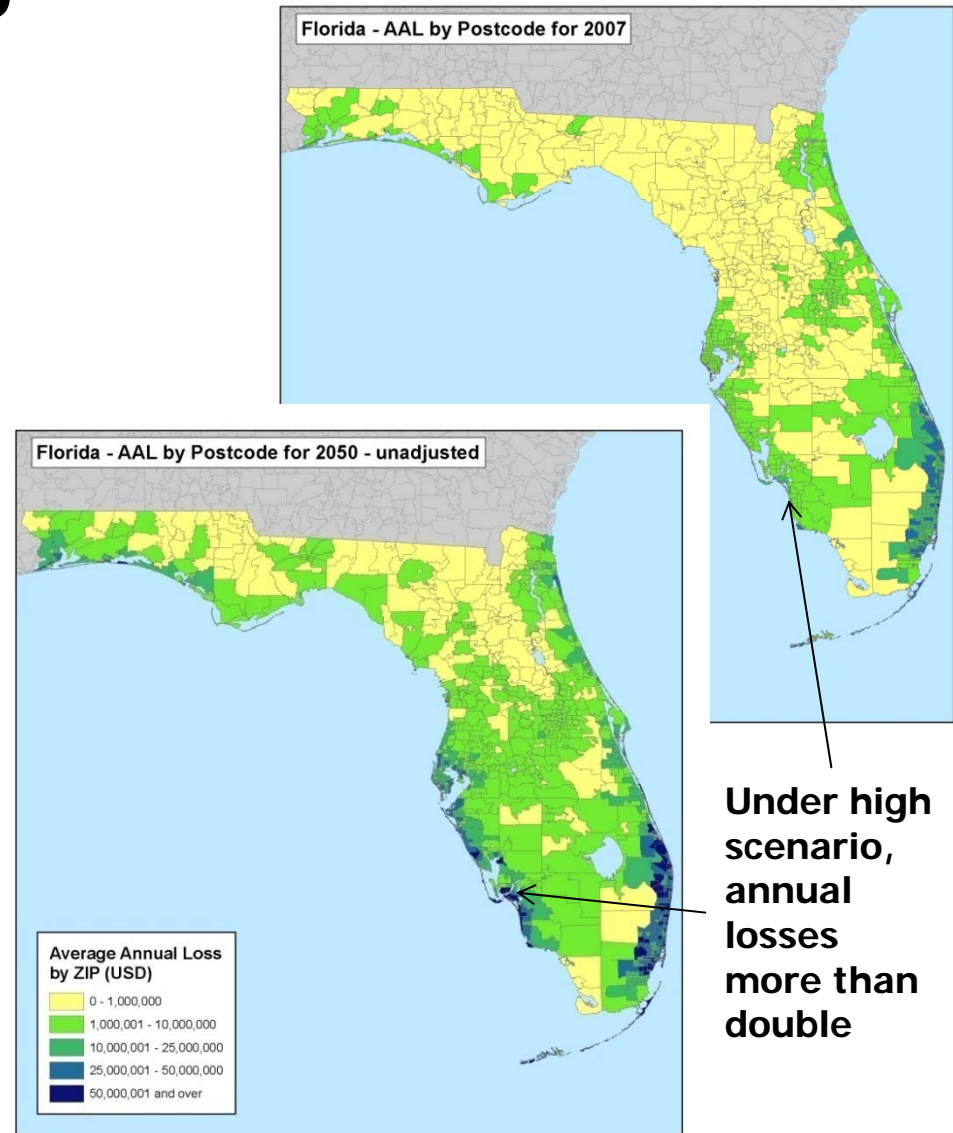 Florida - AAL by Postcode for 2007
Florida - AAL by Postcode for 2050 - unadjusted
Under high
scenario,
annual
losses
more than
double
Average Annual Loss
by ZIP (USD)
0 - 1,000,000
1,000,001 - 10,000,000
10,000,001 - 25,000,000
25,000,001 - 50,000,000
50,000,001 and over